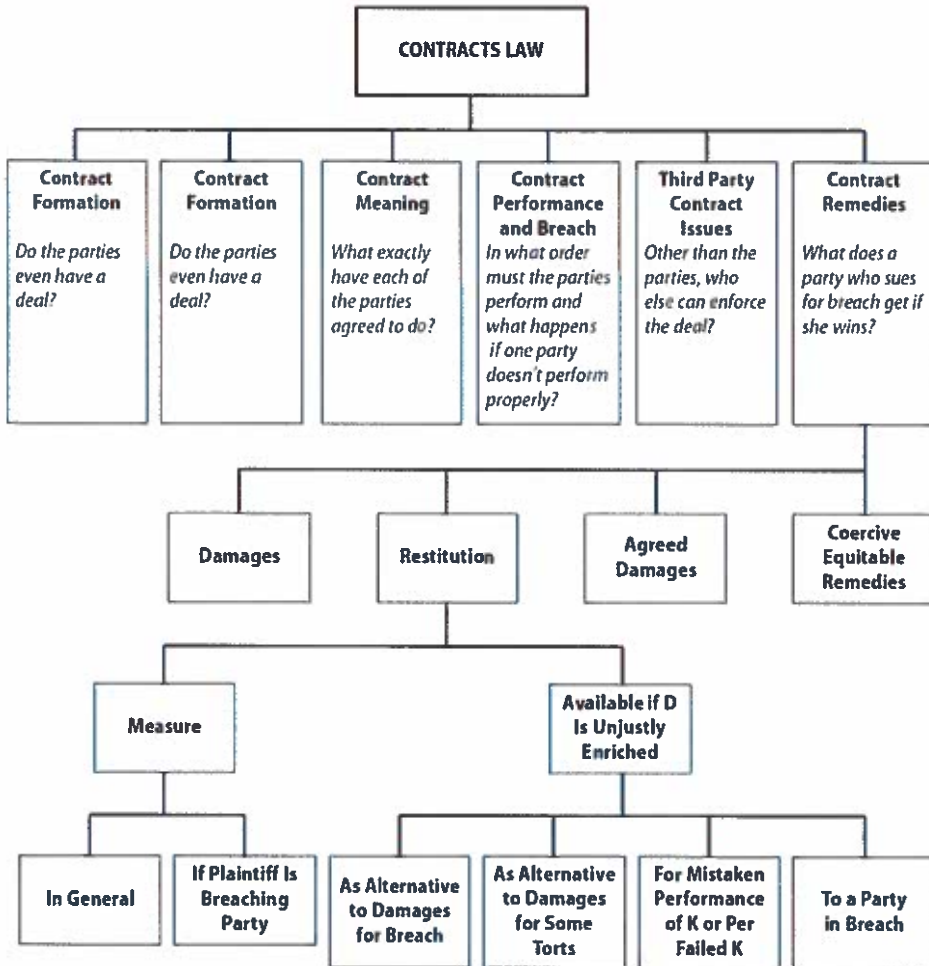 CONTRACTS LAW
Contract
Formation
Do the parties
even have a
deal?
Contract
Formation
Do the parties
even have a
deal?
Contract
Meaning
What exactly
have each of
the parties
agreed to do?
Contract
Performance
and Breach
In what order
must the parties
perform and
what happens
if one party
doesn't perform
properly?
Third Party
Contract
Issues
Other than the
parties, who
else can enforce
the deal?
Contract
Remedies
What does a
party who sues
for breach get if
she wins?
Damages
Restitution
Agreed
Damages
Coercive
Equitable
Remedies
Measure
Available if D
Is Unjustly
Enriched
In General
If Plaintiff Is
Breaching
Party
As Alternative
to Damages
for Breach
As Alternative
to Damages
for Some
Torts
For Mistaken
Performance
of K or Per
Failed K
To a Party
in Breach